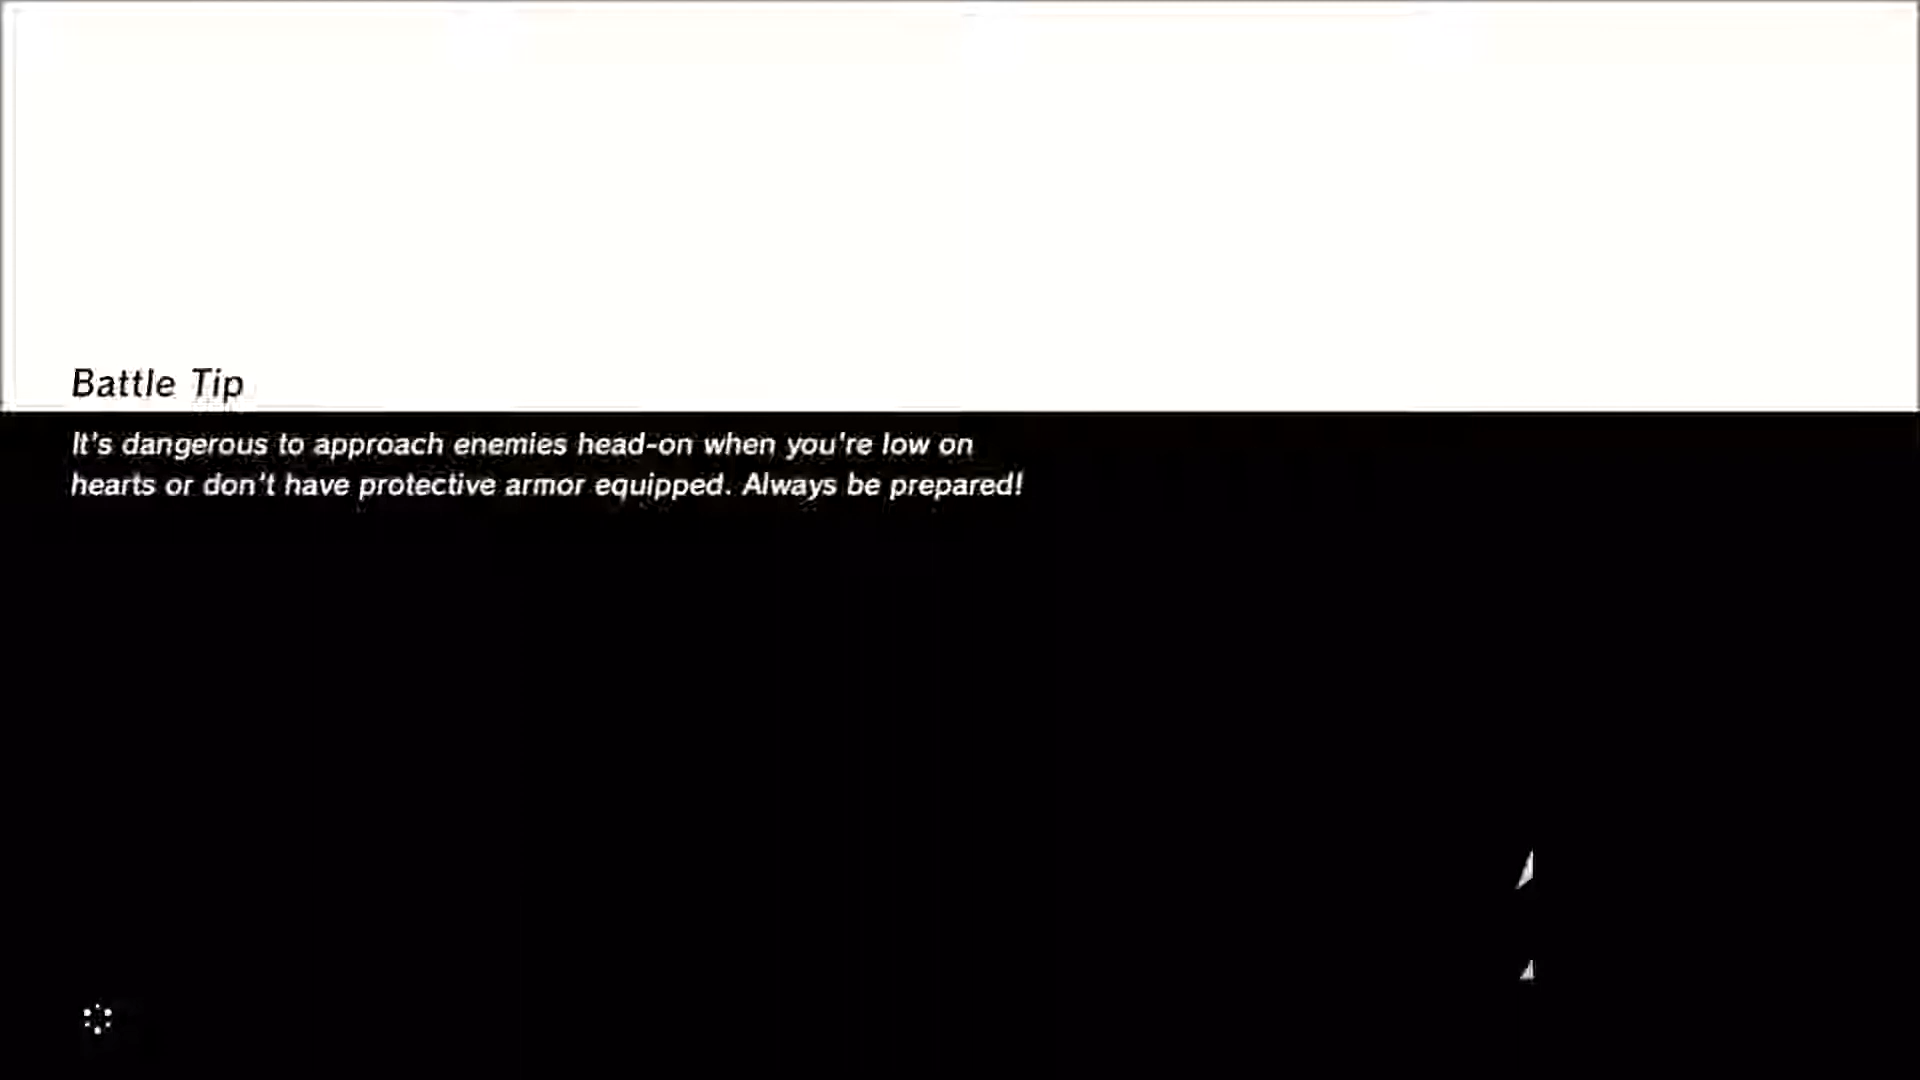 Battle Tip
It's dangerous to approach enemies head-on when you're low on
hearts or don't have protective armor equipped. Always be prepared!